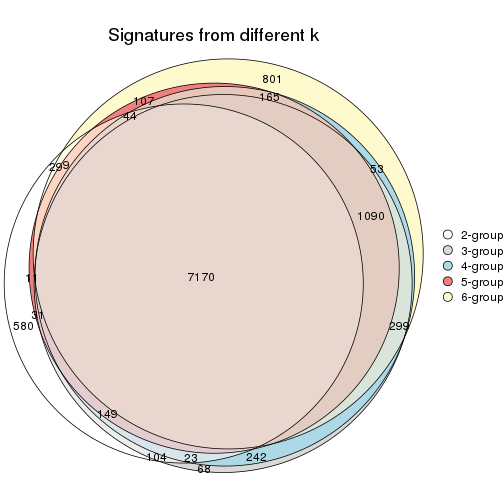 Signatures from different k
801
107
165
44
299
53
1090
7170
11
31
580
299
149
104
23
242
68
2-group
3-group
4-group
5-group
6-group